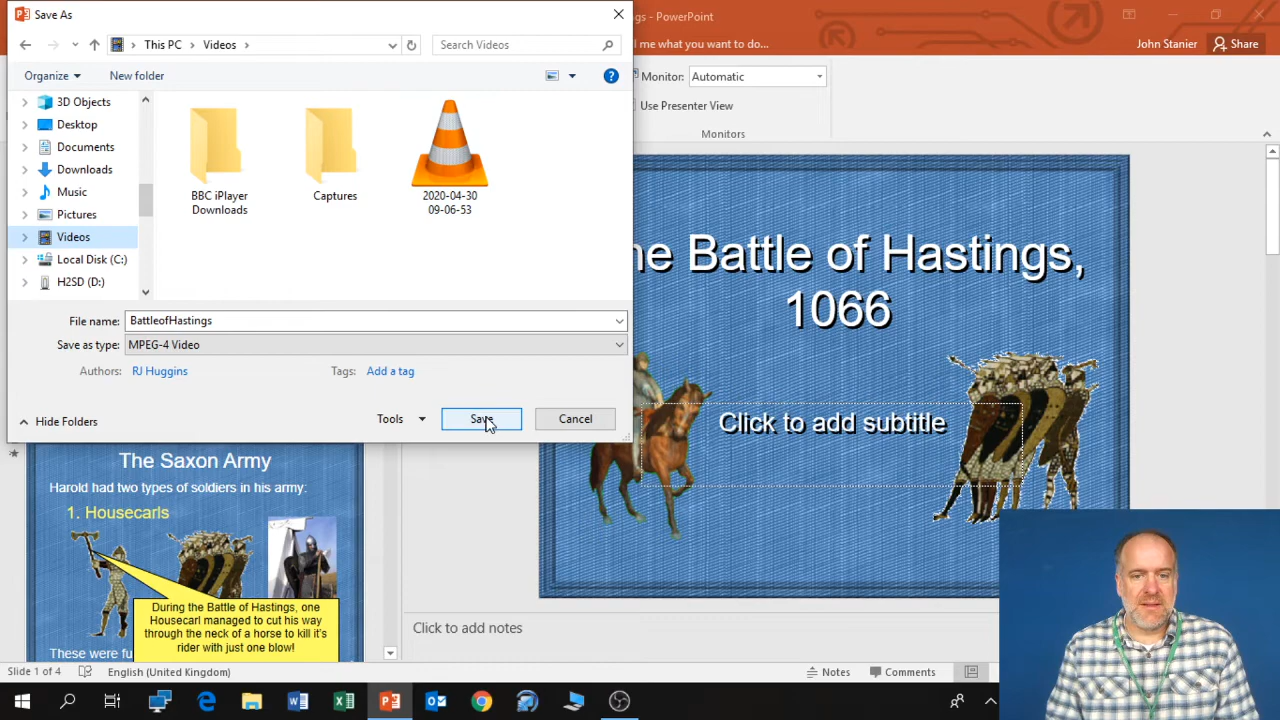 Save As
gs - PowerPoint
This PC
Videos
Search Videos
ll me what you want to do...
John Stanier
Share
Organize
New folder
Monitor:
Automatic
Use Presenter View
Monitors
3D Objects
Desktop
Documents
Downloads
Music
Pictures
Videos
Local Disk (C:)
H2SD (D:)
BBC iPlayer
Downloads
Captures
2020-04-30
09-06-53
File name:
BattleofHastings
Save as type:
MPEG-4 Video
Authors:
RJ Huggins
Tags:
Add a tag
Hide Folders
Tools
Save
Cancel
he Battle of Hastings,
1066
Click to add subtitle
The Saxon Army
Harold had two types of soldiers in his army:
1. Housecarls
During the Battle of Hastings, one
Housecarl managed to cut his way
through the neck of a horse to kill it's
rider with just one blow!
These were fu
Click to add notes
Slide 1 of 4
English (United Kingdom)
Notes
Comments